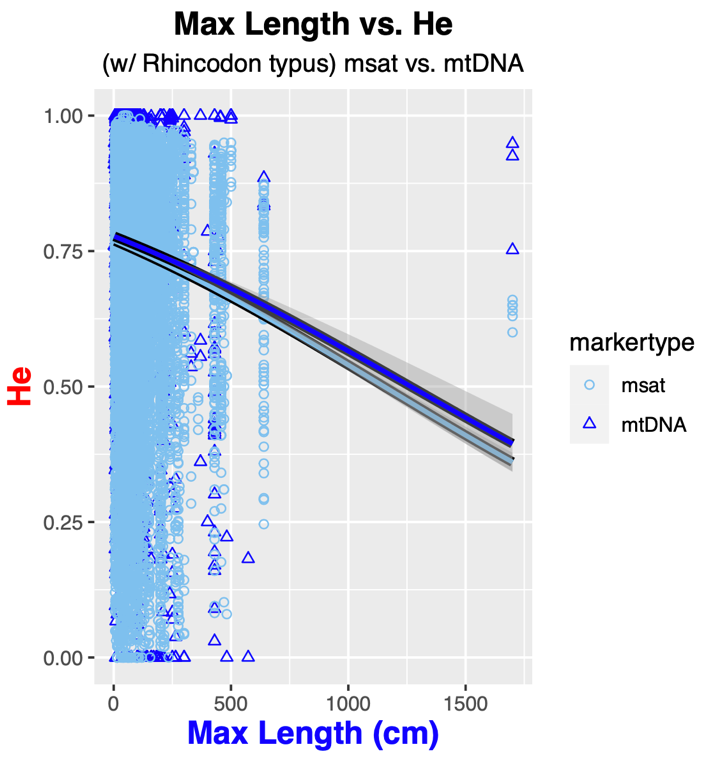 Max Length vs. He
(w/ Rhincodon typus) msat vs. mtDNA
He
1.00
0.75
0.50
0.25
0.00
0
500
1000
1500
Max Length (cm)
markertype
msat
mtDNA